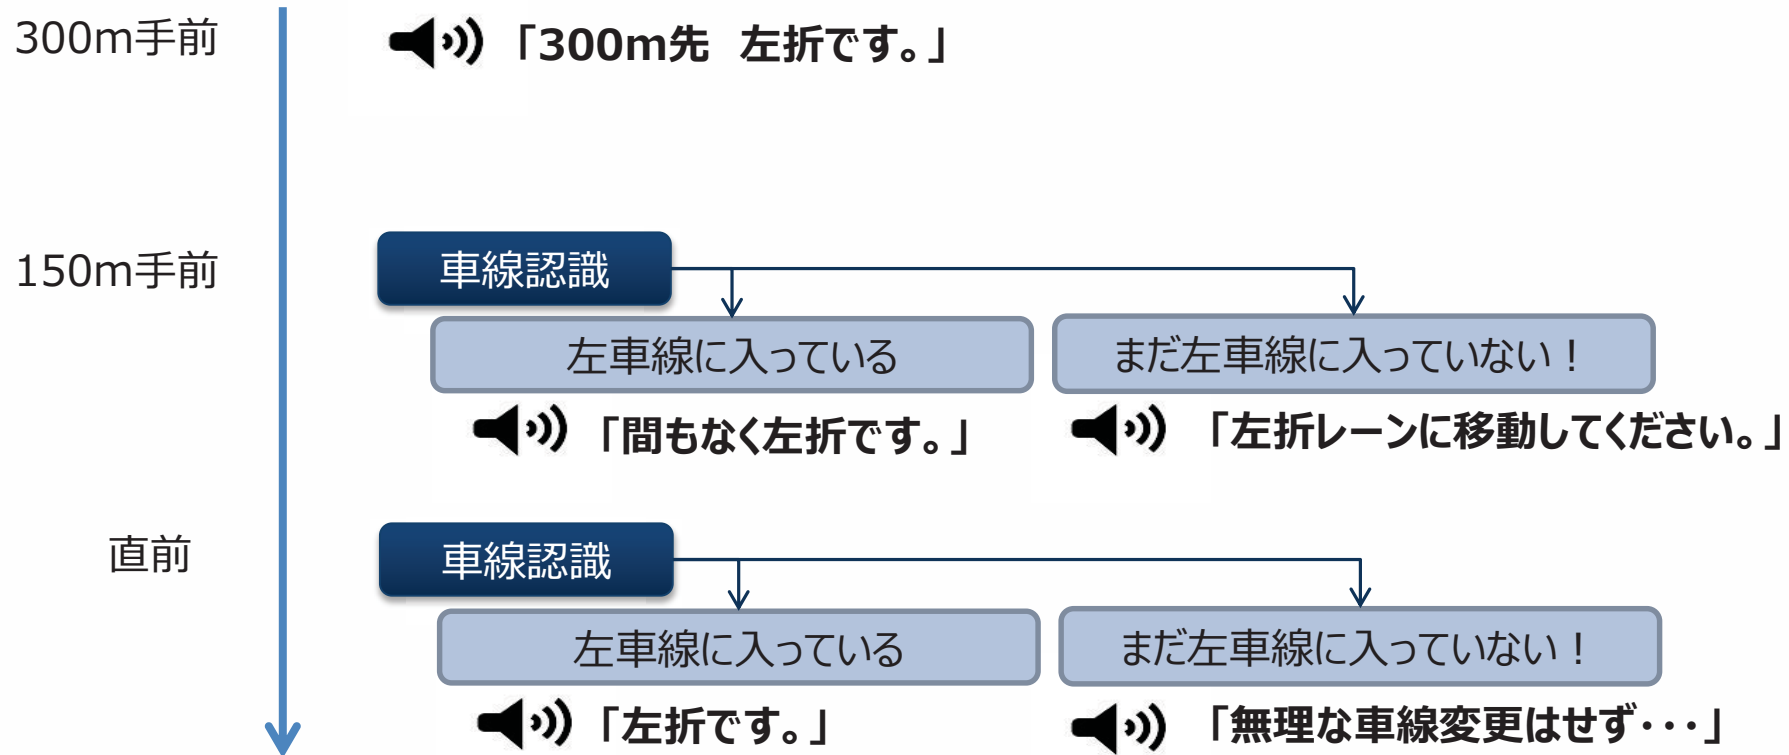 300m手前
「300m先　左折です。」
150m手前
車線認識
左車線に入っている
まだ左車線に入っていない！
「間もなく左折です。」
「左折レーンに移動してください。」
直前
車線認識
左車線に入っている
まだ左車線に入っていない！
「左折です。」
「無理な車線変更はせず・・・」